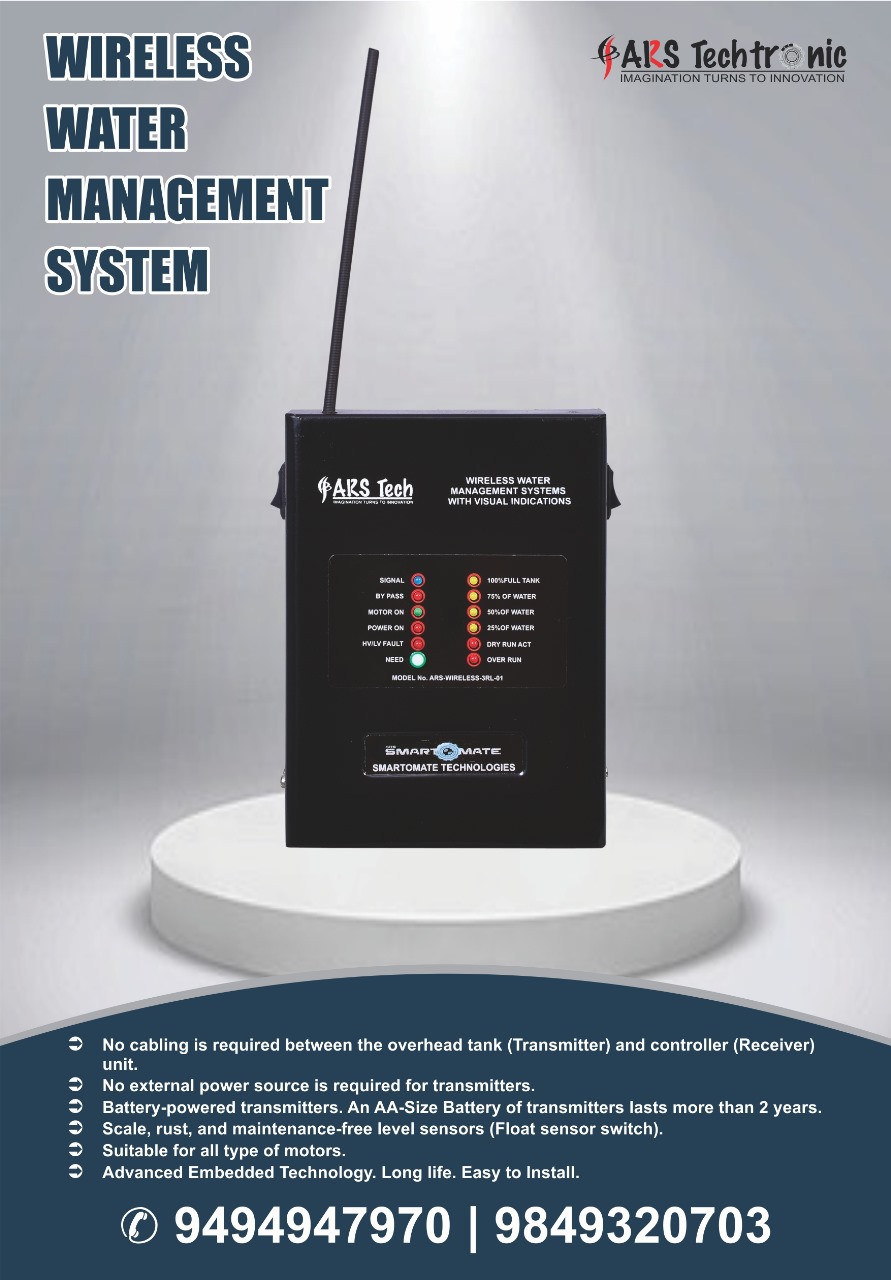 WIRELESS
WATER
MANAGEMENT
SYSTEM
ARS Techtronic
IMAGINATION TURNS TO INNOVATION
ARS Tech
IMAGINATION TURNS TO INNOVATION
WIRELESS WATER
MANAGEMENT SYSTEMS
WITH VISUAL INDICATIONS
SIGNAL
BY PASS
MOTOR ON
POWER ON
HV/LV FAULT
NEED
100%FULL TANK
75% OF WATER
50%OF WATER
25%OF WATER
DRY RUN ACT
OVER RUN
MODEL No. ARS-WIRELESS-3RL-01
SMARTOMATE
SMARTOMATE TECHNOLOGIES
No cabling is required between the overhead tank (Transmitter) and controller (Receiver)
unit.
No external power source is required for transmitters.
Battery-powered transmitters. An AA-Size Battery of transmitters lasts more than 2 years.
Scale, rust, and maintenance-free level sensors (Float sensor switch).
Suitable for all type of motors.
Advanced Embedded Technology. Long life. Easy to Install.
9494947970 | 9849320703